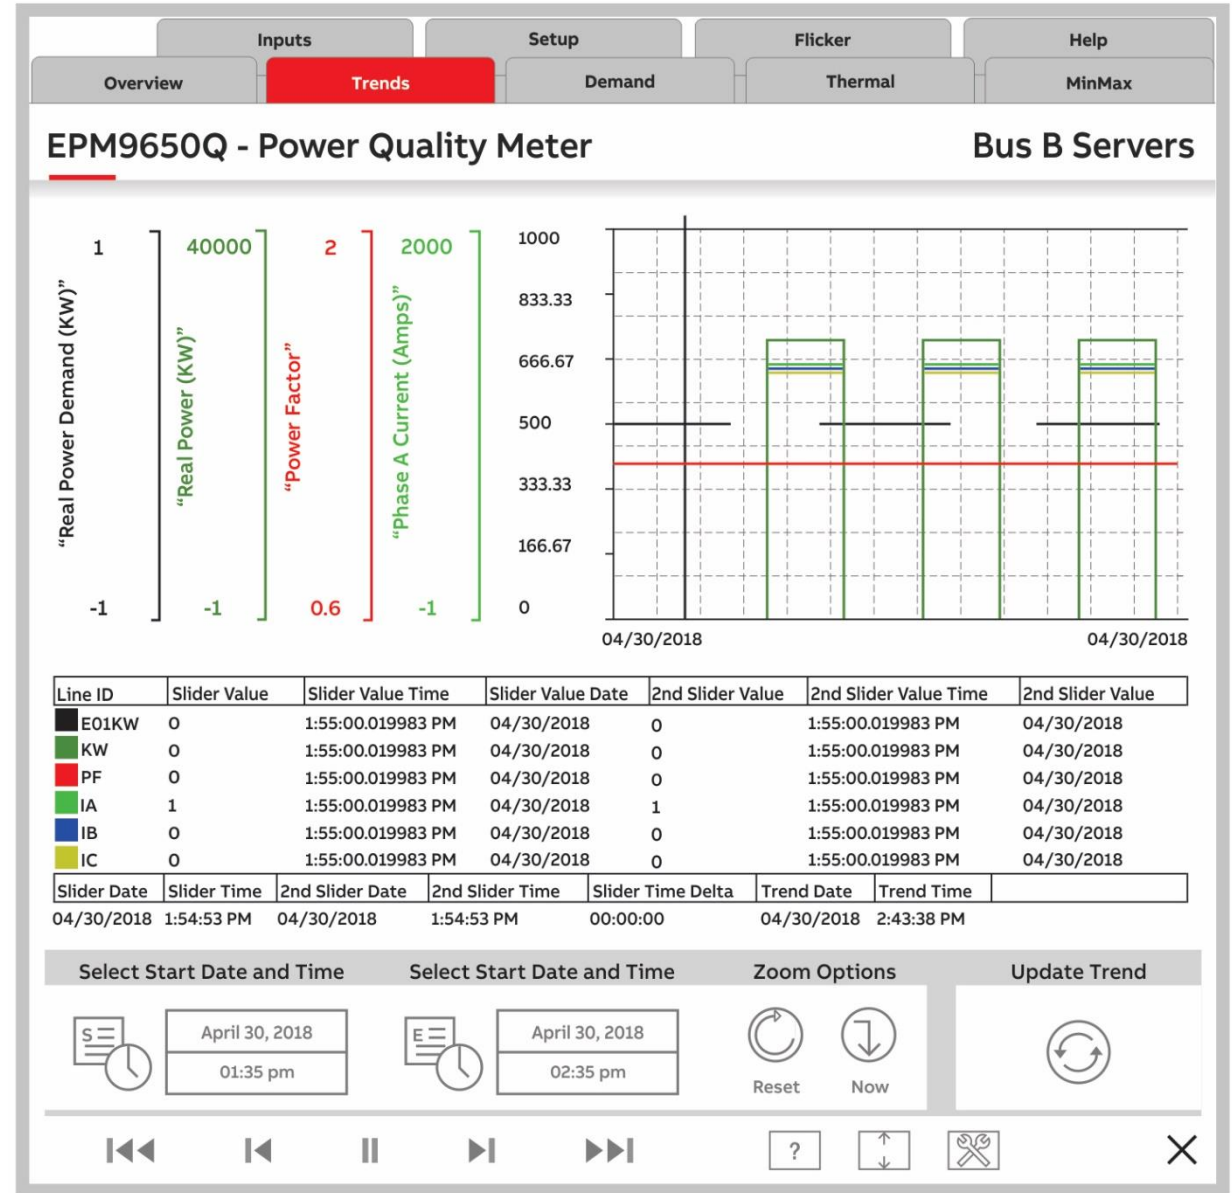 Inputs Setup Flicker Help
Overview Trends Demand Thermal MinMax
EPM9650Q - Power Quality Meter Bus B Servers
1 40000 2 2000
“Real Power Demand (KW)”
“Real Power (KW)”
“Power Factor”
“Phase A Current (Amps)”
-1 -1 0.6 -1
1000
833.33
666.67
500
333.33
166.67
0
04/30/2018 04/30/2018
Line ID Slider Value Slider Value Time Slider Value Date 2nd Slider Value 2nd Slider Value Time 2nd Slider Value
E01KW 0 1:55:00.019983 PM 04/30/2018 0 1:55:00.019983 PM 04/30/2018
KW 0 1:55:00.019983 PM 04/30/2018 0 1:55:00.019983 PM 04/30/2018
PF 0 1:55:00.019983 PM 04/30/2018 0 1:55:00.019983 PM 04/30/2018
IA 1 1:55:00.019983 PM 04/30/2018 1 1:55:00.019983 PM 04/30/2018
IB 0 1:55:00.019983 PM 04/30/2018 0 1:55:00.019983 PM 04/30/2018
IC 0 1:55:00.019983 PM 04/30/2018 0 1:55:00.019983 PM 04/30/2018
Slider Date Slider Time 2nd Slider Date 2nd Slider Time Slider Time Delta Trend Date Trend Time
04/30/2018 1:54:53 PM 04/30/2018 1:54:53 PM 00:00:00 04/30/2018 2:43:38 PM
Select Start Date and Time Select Start Date and Time Zoom Options Update Trend
S April 30, 2018 E April 30, 2018
01:35 pm 02:35 pm
Reset Now
?